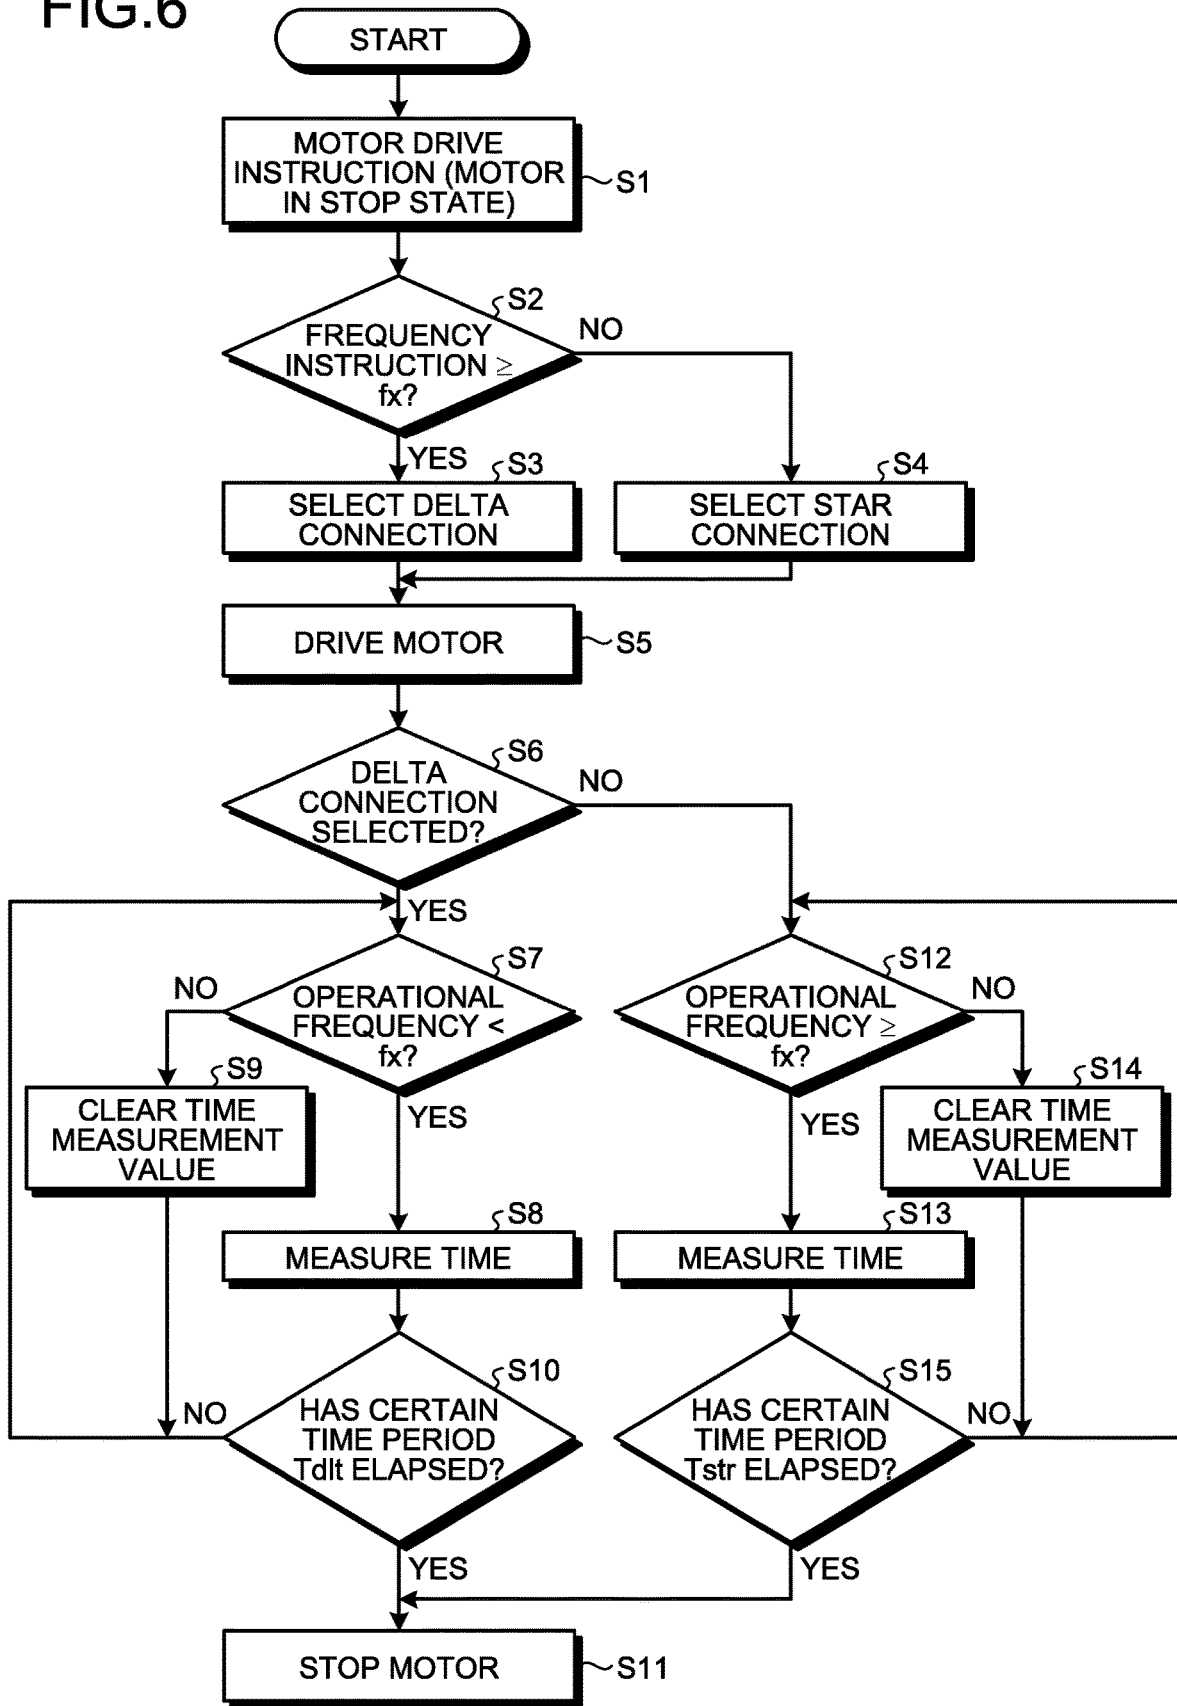 FIG.6
START
MOTOR DRIVE
INSTRUCTION (MOTOR
IN STOP STATE)
S1
S2
FREQUENCY
INSTRUCTION ≥
fx?
NO
YES
S3
SELECT DELTA
CONNECTION
S4
SELECT STAR
CONNECTION
DRIVE MOTOR
S5
S6
DELTA
CONNECTION
SELECTED?
NO
YES
S7
OPERATIONAL
FREQUENCY <
fx?
NO
YES
S9
CLEAR TIME
MEASUREMENT
VALUE
S8
MEASURE TIME
S10
HAS CERTAIN
TIME PERIOD
Tdlt ELAPSED?
NO
YES
S12
OPERATIONAL
FREQUENCY ≥
fx?
NO
YES
S14
CLEAR TIME
MEASUREMENT
VALUE
S13
MEASURE TIME
S15
HAS CERTAIN
TIME PERIOD
Tstr ELAPSED?
NO
YES
STOP MOTOR
S11